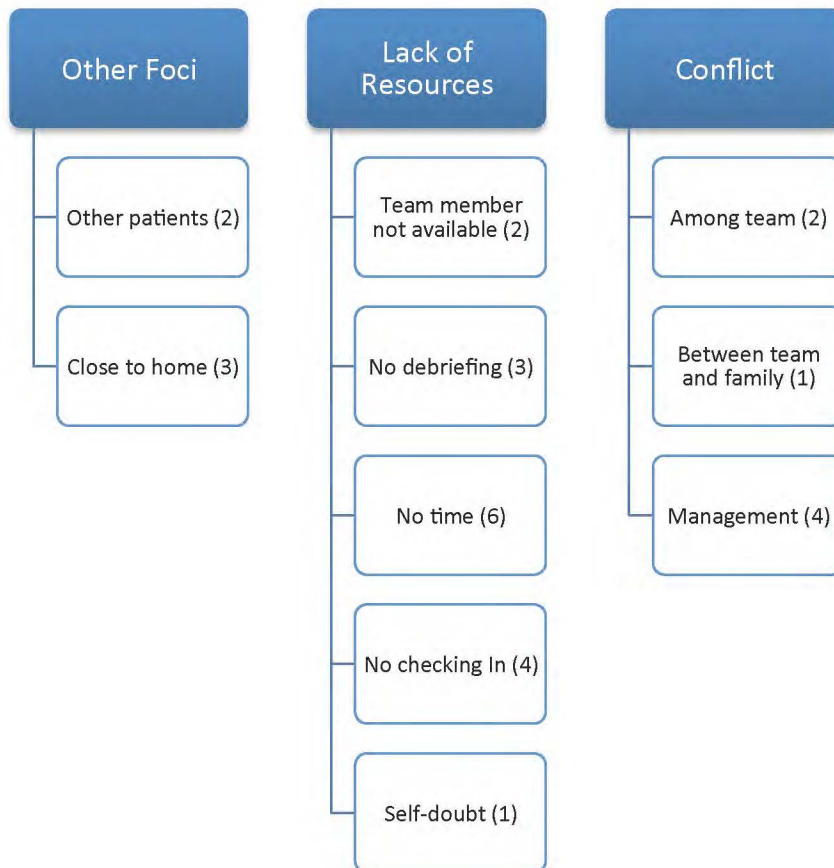 Other Foci
Other patients (2)
Close to home (3)
Lack of
Resources
Team member
not available (2)
No debriefing (3)
No time (6)
No checking In (4)
Self-doubt (1)
Conflict
Among team (2)
Between team
and family (1)
Management (4)